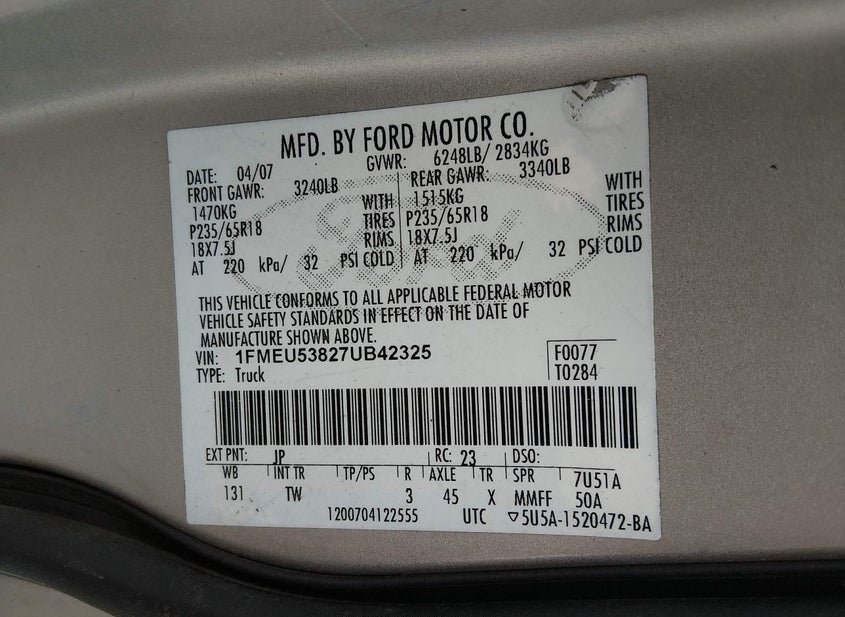 MFD. BY FORD MOTOR CO.
DATE: 04/07 GVWR: 6248LB/ 2834KG
FRONT GAWR: 3240LB REAR GAWR: 3340LB
1470KG WITH 1515KG WITH
P235/65R18 TIRES P235/65R18 TIRES
18X7.5J RIMS 18X7.5J RIMS
AT 220 kPa/ 32 PSI COLD AT 220 kPa/ 32 PSI COLD
Ford
THIS VEHICLE CONFORMS TO ALL APPLICABLE FEDERAL MOTOR
VEHICLE SAFETY STANDARDS IN EFFECT ON THE DATE OF
MANUFACTURE SHOWN ABOVE.
VIN: 1FMEU53827UB42325 F0077
TYPE: Truck T0284
EXT PNT: JP RC: 23 DSO:
WB INT TR TP/PS R AXLE TR SPR 7U51A
131 TW 3 45 X MMFF 50A
1200704122555 UTC ▽5U5A-1520472-BA